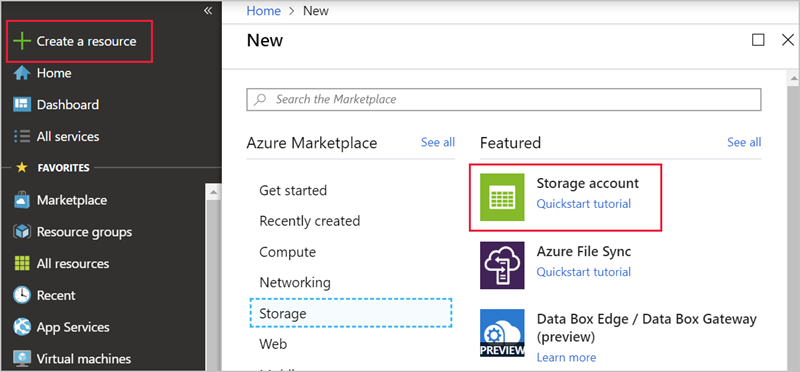 «
Create a resource
Home
Dashboard
All services
FAVORITES
Marketplace
Resource groups
All resources
Recent
App Services
Virtual machines
Home > New
New
Search the Marketplace
Azure Marketplace
See all
Get started
Recently created
Compute
Networking
Storage
Web
Featured
See all
Storage account
Quickstart tutorial
Azure File Sync
Quickstart tutorial
PREVIEW
Data Box Edge / Data Box Gateway
(preview)
Learn more